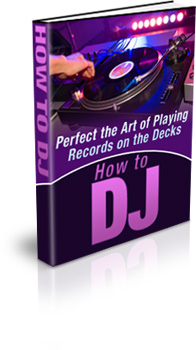 HOW TO DJ
Perfect the Art of Playing
Records on the Decks
How to
DJ